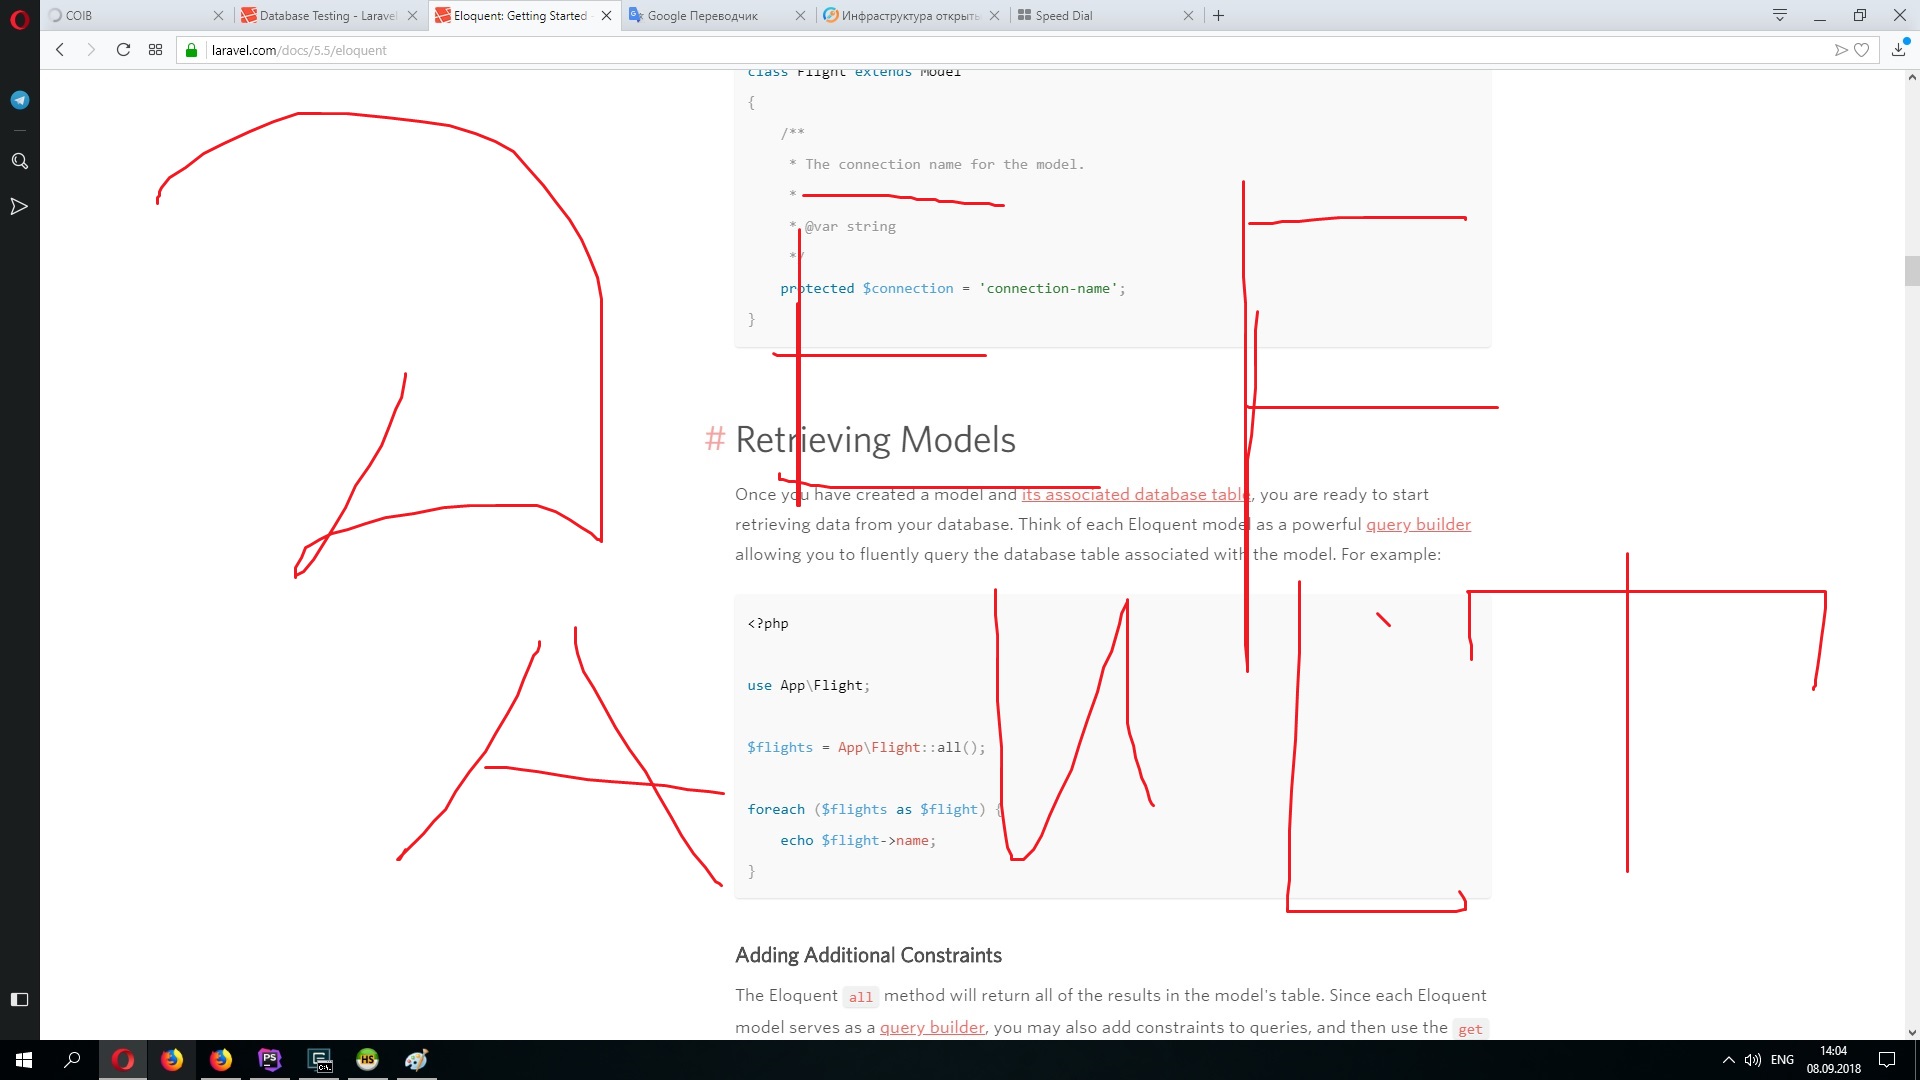 COIB
Database Testing - Laravel
Eloquent: Getting Started -
Google Переводчик
Инфраструктура открыть
Speed Dial
laravel.com/docs/5.5/eloquent
class Flight extends Model
{
/**
* The connection name for the model.
*
* @var string
*/
protected $connection = 'connection-name';
}
# Retrieving Models
Once you have created a model and its associated database table, you are ready to start
retrieving data from your database. Think of each Eloquent model as a powerful query builder
allowing you to fluently query the database table associated with the model. For example:
<?php
use App\Flight;
$flights = App\Flight::all();
foreach ($flights as $flight) {
echo $flight->name;
}
Adding Additional Constraints
The Eloquent all method will return all of the results in the model's table. Since each Eloquent
model serves as a query builder, you may also add constraints to queries, and then use the get
ENG
14:04
08.09.2018